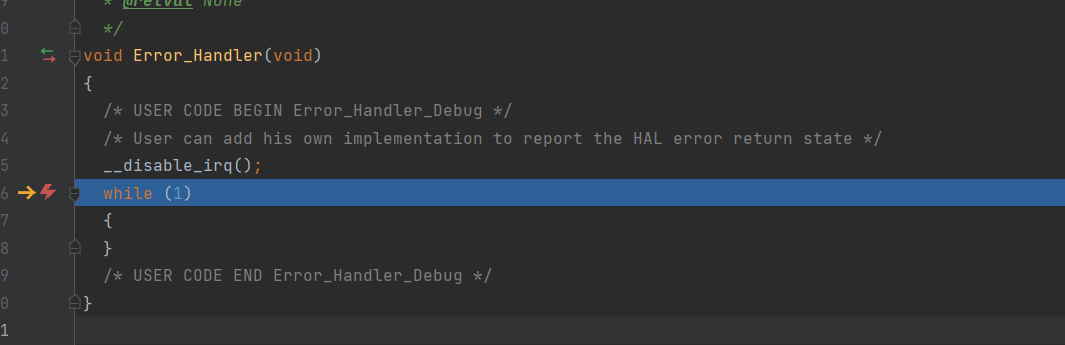 9 * @retval None
0 */
1 void Error_Handler(void)
2 {
3 /* USER CODE BEGIN Error_Handler_Debug */
4 /* User can add his own implementation to report the HAL error return state */
5 __disable_irq();
6 while (1)
7 {
8 }
9 /* USER CODE END Error_Handler_Debug */
0 }
1